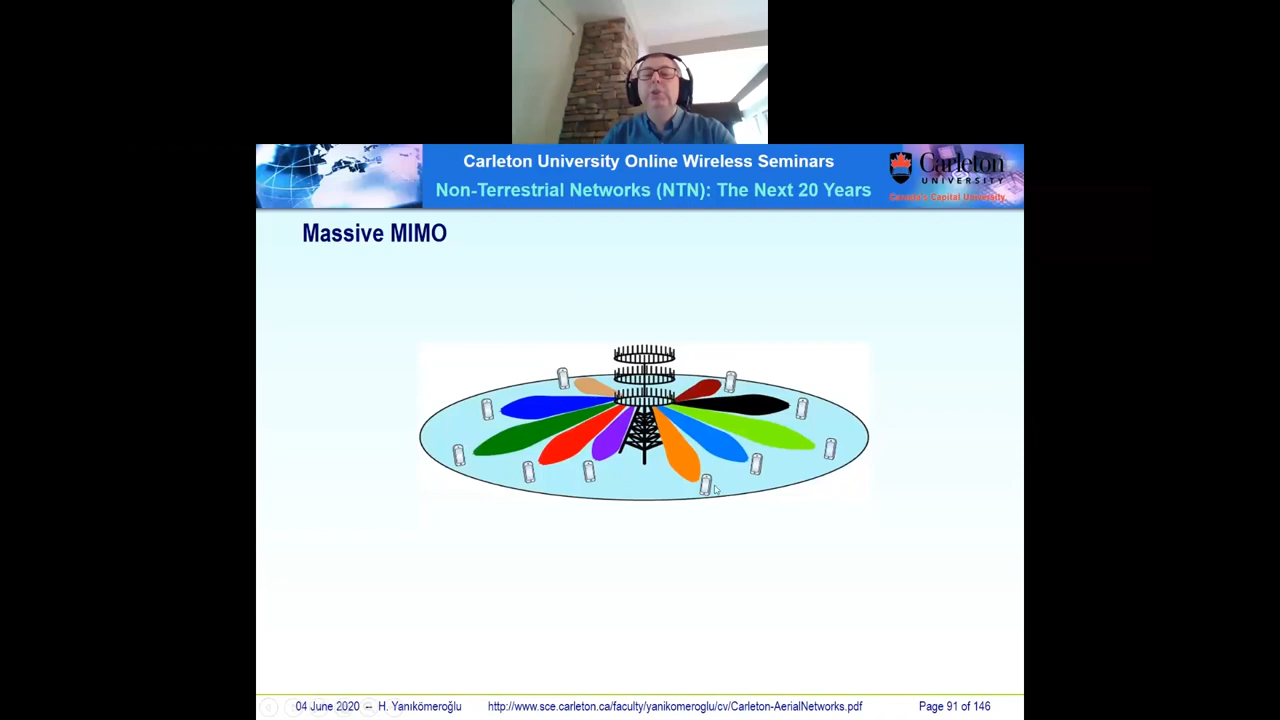 Carleton University Online Wireless Seminars
Non-Terrestrial Networks (NTN): The Next 20 Years
Carleton
UNIVERSITY
Canada's Capital University
Massive MIMO
04 June 2020 -- H. Yanıkömeroğlu http://www.sce.carleton.ca/faculty/yanikomeroglu/cv/Carleton-AerialNetworks.pdf Page 91 of 146